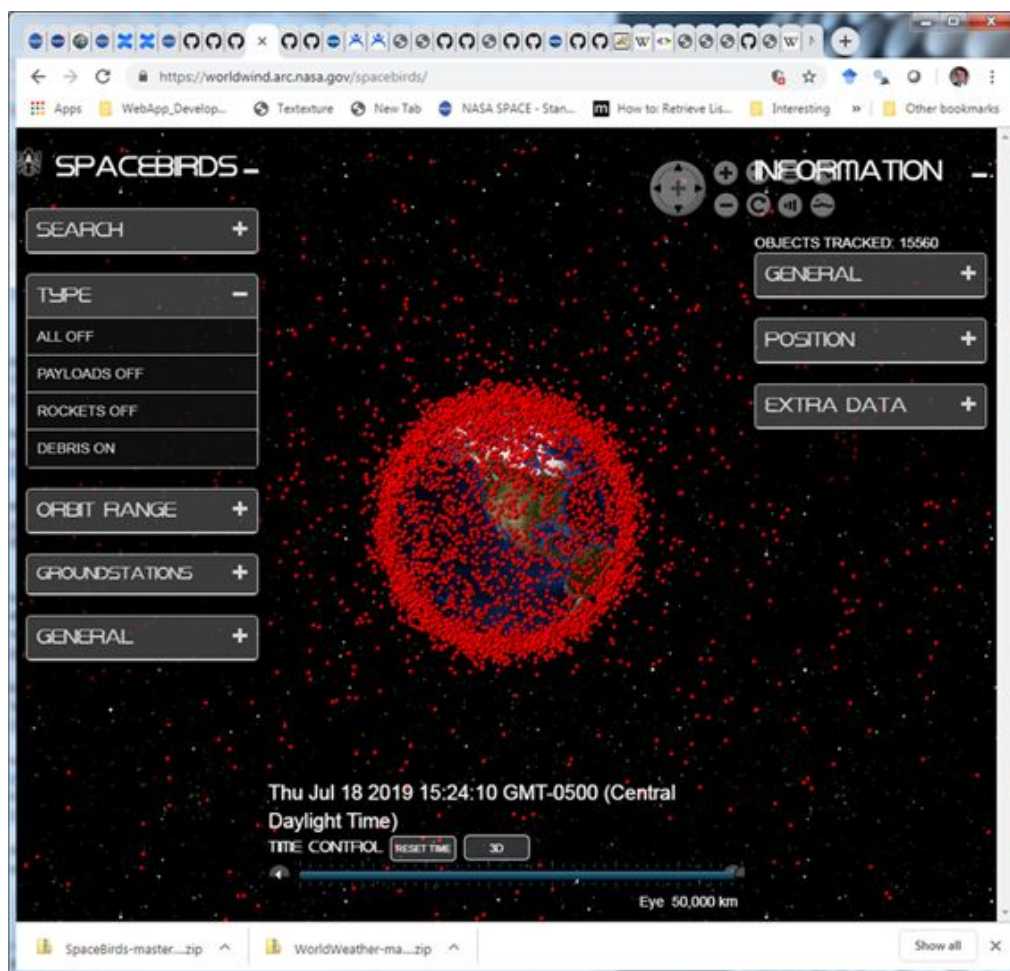 https://worldwind.arc.nasa.gov/spacebirds/
Apps
WebApp_Develop...
Textexture
New Tab
NASA SPACE - Stan...
How to: Retrieve Lis...
Interesting
»
Other bookmarks
SPACEBIRDS –
SEARCH +
TYPE –
ALL OFF
PAYLOADS OFF
ROCKETS OFF
DEBRIS ON
ORBIT RANGE +
GROUNDSTATIONS +
GENERAL +
INFORMATION –
OBJECTS TRACKED: 15560
GENERAL +
POSITION +
EXTRA DATA +
Thu Jul 18 2019 15:24:10 GMT-0500 (Central
Daylight Time)
TIME CONTROL RESET TIME 3D
Eye 50,000 km
SpaceBirds-master....zip
WorldWeather-ma....zip
Show all